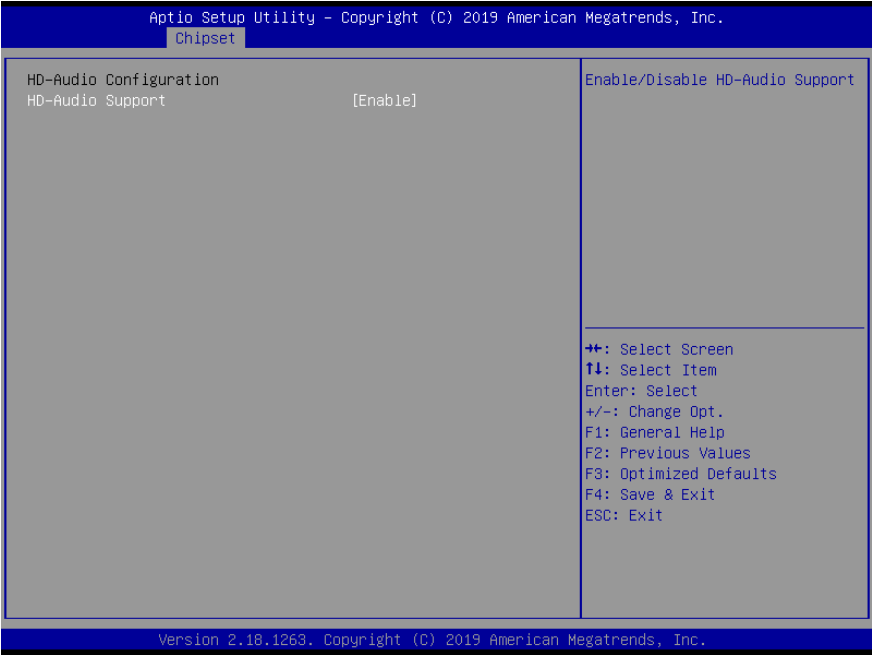 Aptio Setup Utility – Copyright (C) 2019 American Megatrends, Inc.
Chipset
HD-Audio Configuration
HD-Audio Support [Enable]
Enable/Disable HD-Audio Support
→←: Select Screen
↑↓: Select Item
Enter: Select
+/-: Change Opt.
F1: General Help
F2: Previous Values
F3: Optimized Defaults
F4: Save & Exit
ESC: Exit
Version 2.18.1263. Copyright (C) 2019 American Megatrends, Inc.